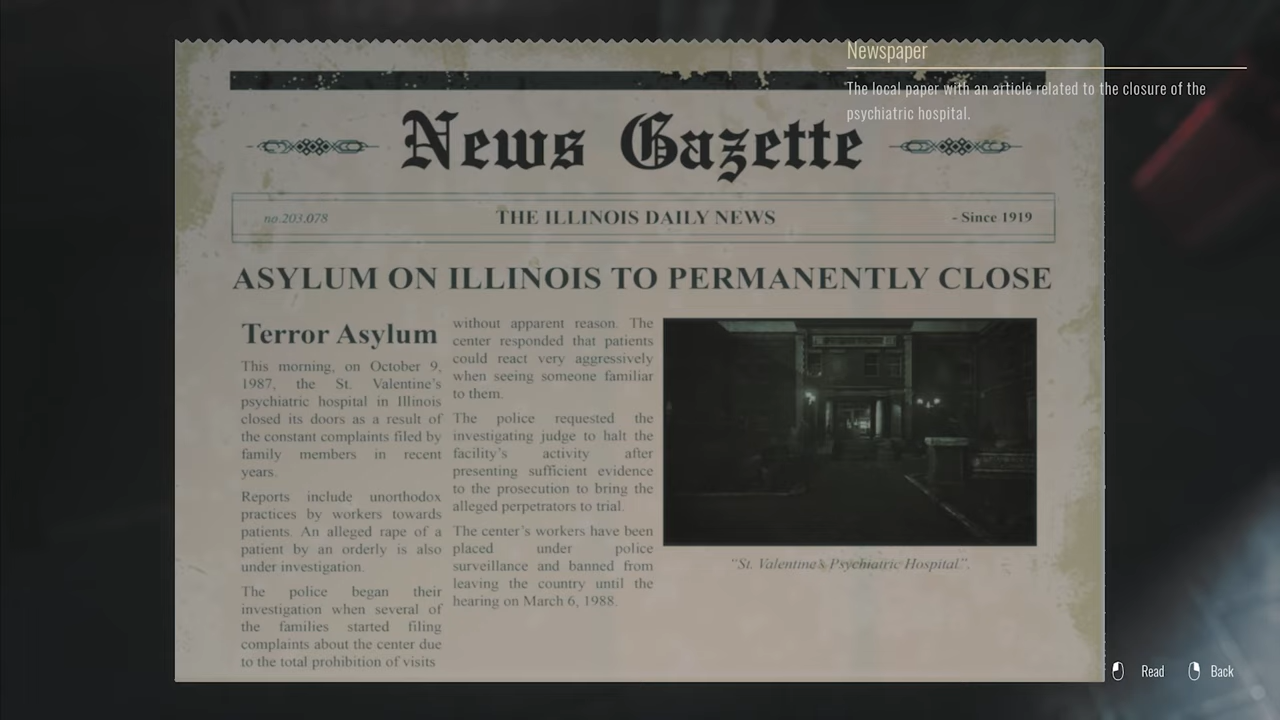 Newspaper
The local paper with an article related to the closure of the
psychiatric hospital.
News Gazette
no.203.078
THE ILLINOIS DAILY NEWS
- Since 1919
ASYLUM ON ILLINOIS TO PERMANENTLY CLOSE
Terror Asylum
This morning, on October 9,
1987, the St. Valentine's
psychiatric hospital in Illinois
closed its doors as a result of
the constant complaints filed by
family members in recent
years.
Reports include unorthodox
practices by workers towards
patients. An alleged rape of a
patient by an orderly is also
under investigation.
The police began their
investigation when several of
the families started filing
complaints about the center due
to the total prohibition of visits
without apparent reason. The
center responded that patients
could react very aggressively
when seeing someone familiar
to them.
The police requested the
investigating judge to halt the
facility's activity after
presenting sufficient evidence
to the prosecution to bring the
alleged perpetrators to trial.
The center's workers have been
placed under police
surveillance and banned from
leaving the country until the
hearing on March 6, 1988.
"St. Valentine's Psychiatric Hospital".
Read Back